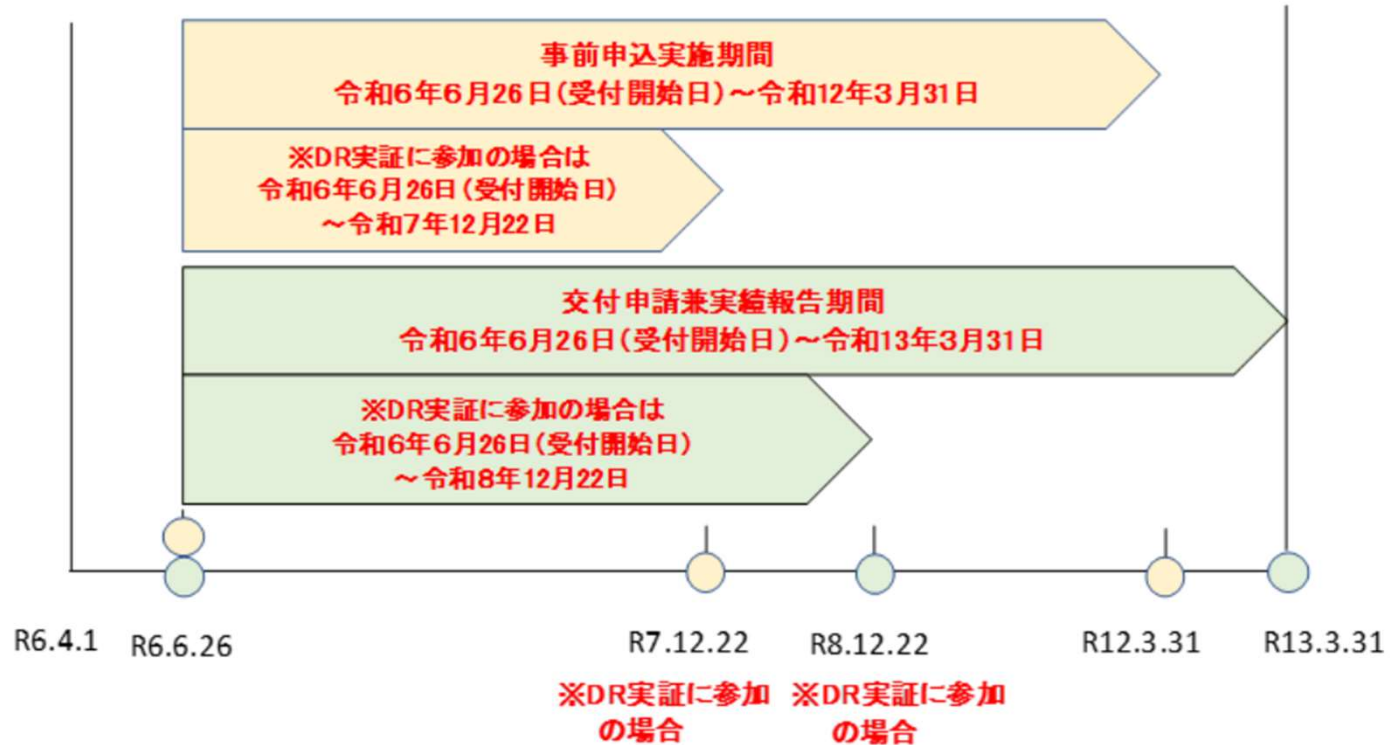 事前申込実施期間
令和6年6月26日(受付開始日)～令和12年3月31日
※DR実証に参加の場合は
令和6年6月26日(受付開始日)
～令和7年12月22日
交付申請兼実績報告期間
令和6年6月26日(受付開始日)～令和13年3月31日
※DR実証に参加の場合は
令和6年6月26日(受付開始日)
～令和8年12月22日
R6.4.1 R6.6.26 R7.12.22 R8.12.22 R12.3.31 R13.3.31
※DR実証に参加 ※DR実証に参加
の場合 の場合